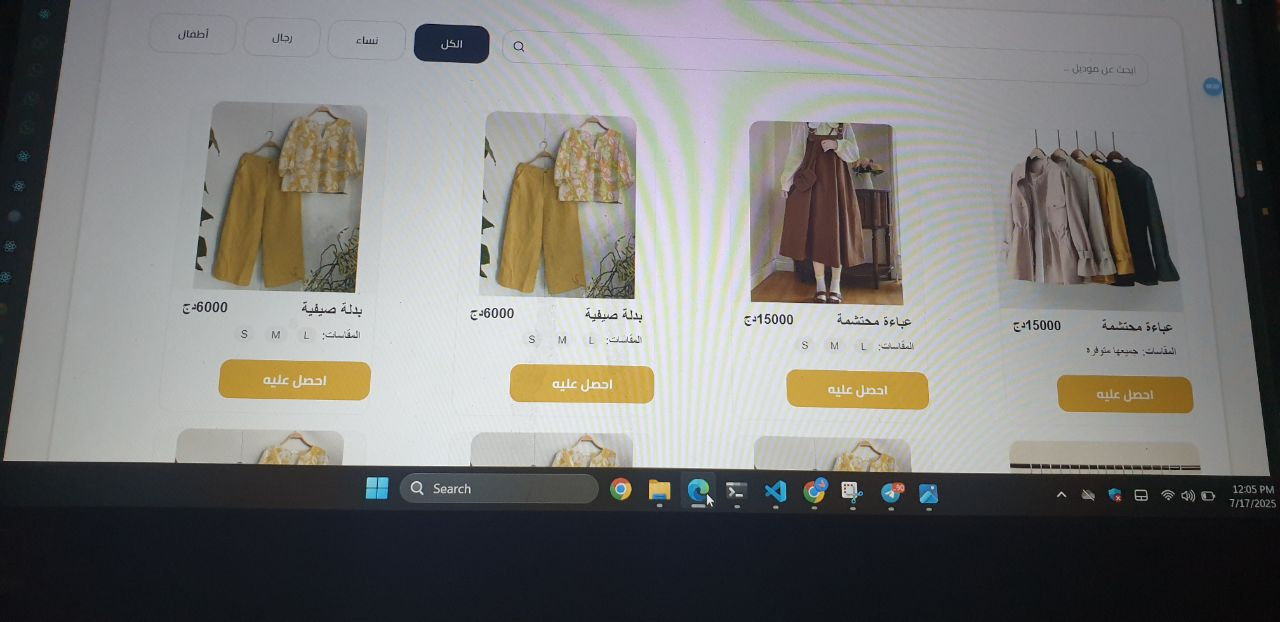 ابحث عن موديل ..
الكل
نساء
رجال
أطفال
عباءة محتشمة
15000دج
المقاسات: جميعها متوفرة
احصل عليه
عباءة محتشمة
15000دج
المقاسات: L M S
احصل عليه
بدلة صيفية
6000دج
المقاسات: L M S
احصل عليه
بدلة صيفية
6000دج
المقاسات: L M S
احصل عليه
Search
12:05 PM
7/17/2025